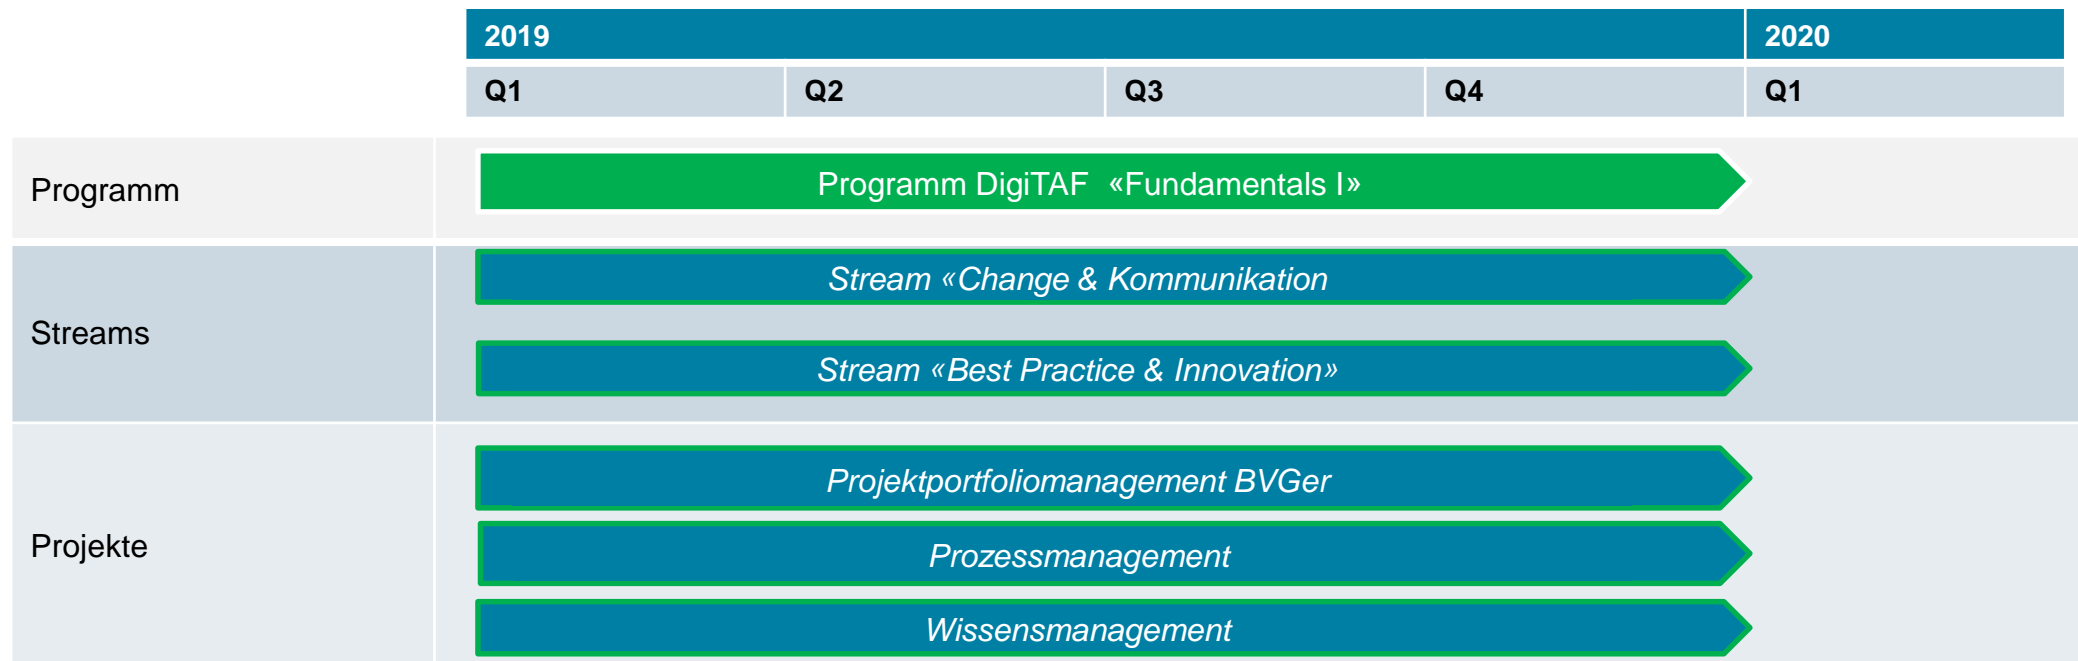 2019 2020
Q1 Q2 Q3 Q4 Q1
Programm
Programm DigiTAF «Fundamentals I»
Streams
Stream «Change & Kommunikation
Stream «Best Practice & Innovation»
Projekte
Projektportfoliomanagement BVGer
Prozessmanagement
Wissensmanagement